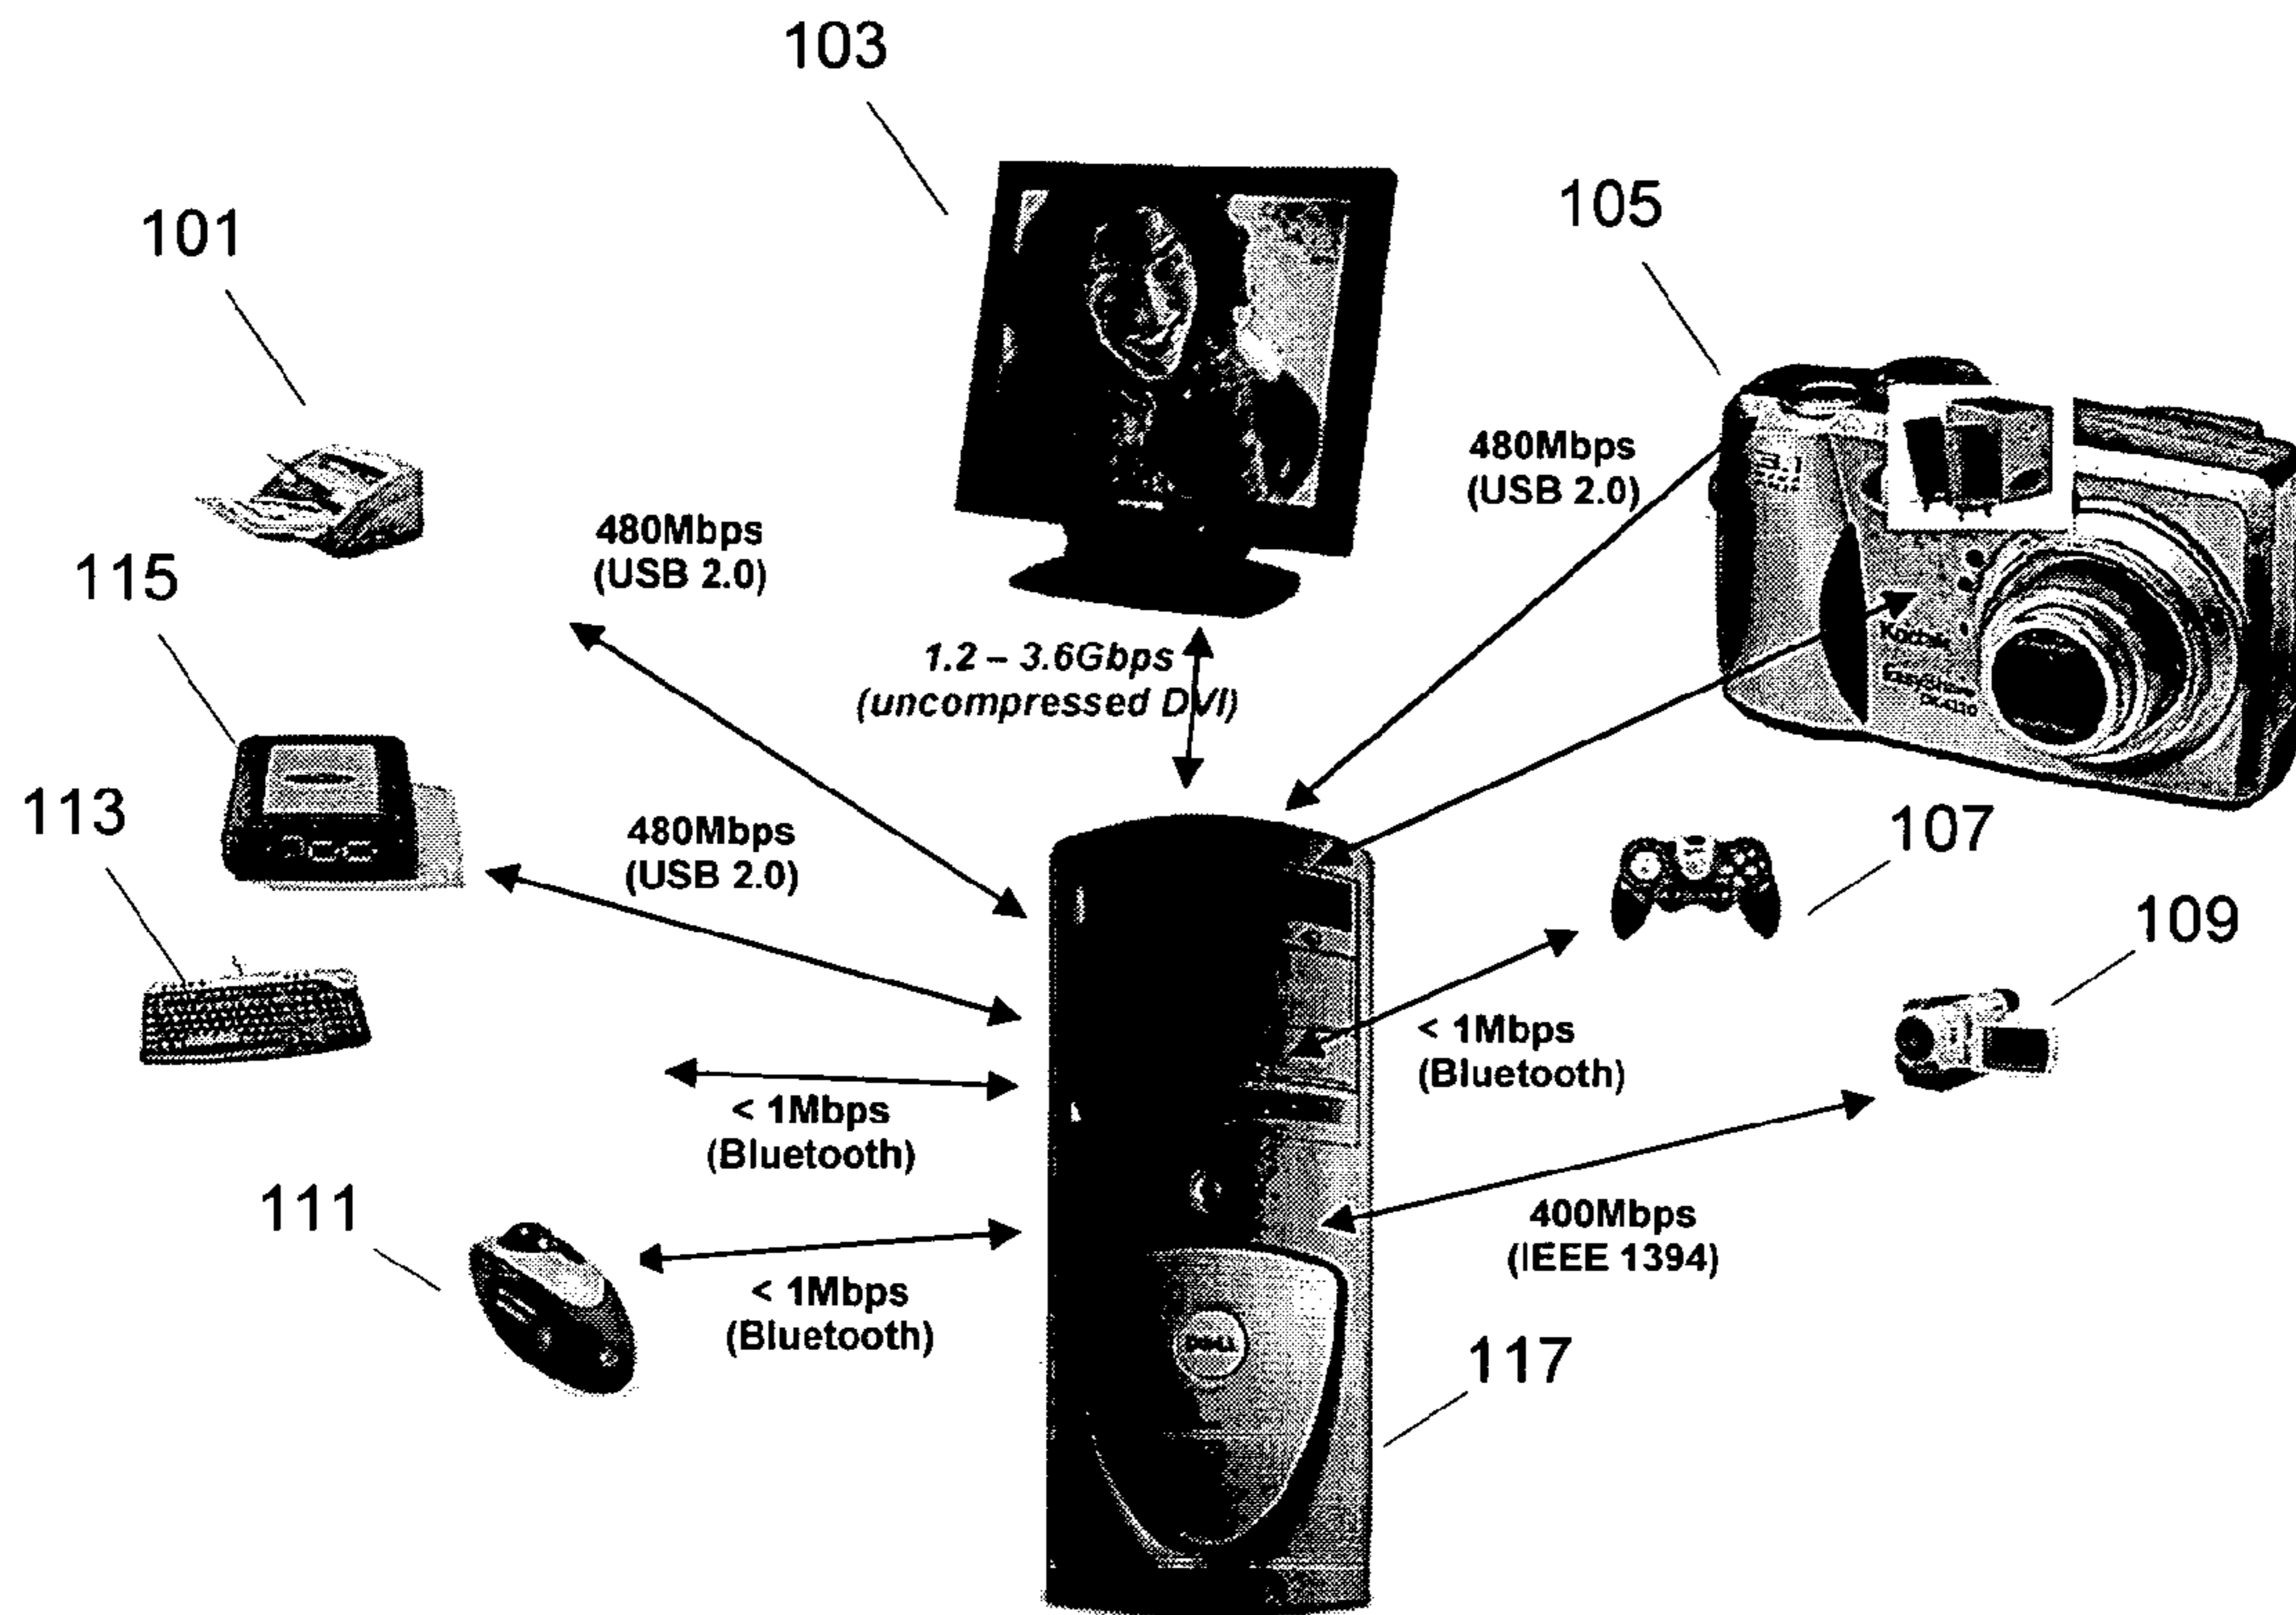 103
105
101
480Mbps
(USB 2.0)
480Mbps
(USB 2.0)
115
1.2 – 3.6Gbps
(uncompressed DVI)
Kodak
EasyShare
113
480Mbps
(USB 2.0)
107
109
< 1Mbps
(Bluetooth)
< 1Mbps
(Bluetooth)
111
400Mbps
(IEEE 1394)
< 1Mbps
(Bluetooth)
DELL
117